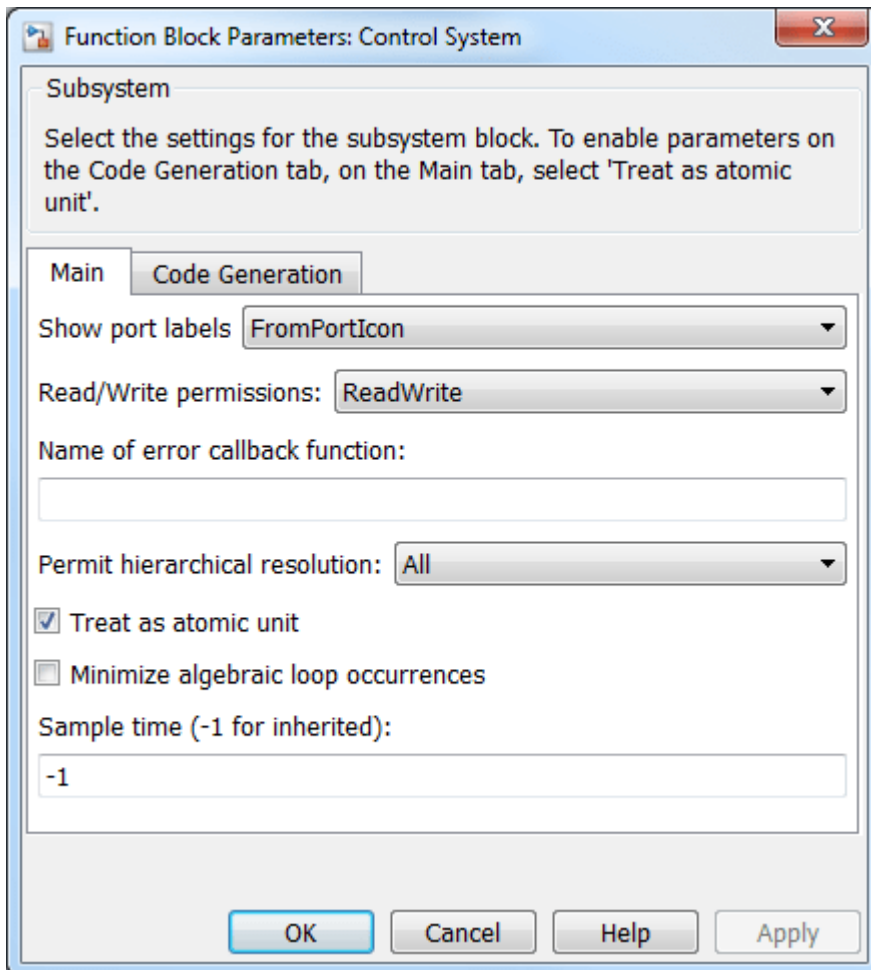 Function Block Parameters: Control System
Subsystem
Select the settings for the subsystem block. To enable parameters on
the Code Generation tab, on the Main tab, select 'Treat as atomic
unit'.
Main Code Generation
Show port labels FromPortIcon
Read/Write permissions: ReadWrite
Name of error callback function:
Permit hierarchical resolution: All
Treat as atomic unit
Minimize algebraic loop occurrences
Sample time (-1 for inherited):
-1
OK Cancel Help Apply